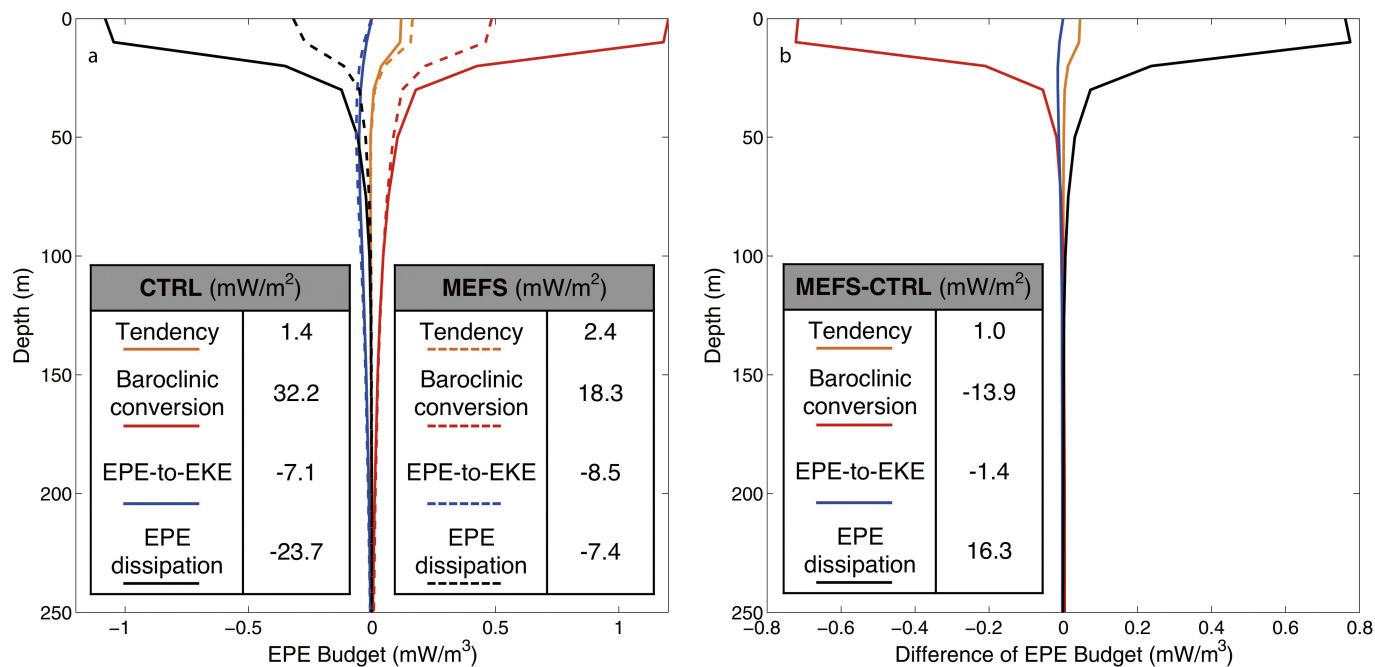 a
0
50
100
150
200
250
Depth (m)
−1
−0.5
0
0.5
1
EPE Budget (mW/m³)
CTRL (mW/m²)
Tendency 1.4
Baroclinic
conversion 32.2
EPE-to-EKE -7.1
EPE
dissipation -23.7
MEFS (mW/m²)
Tendency 2.4
Baroclinic
conversion 18.3
EPE-to-EKE -8.5
EPE
dissipation -7.4
b
0
50
100
150
200
250
Depth (m)
−0.8
−0.6
−0.4
−0.2
0
0.2
0.4
0.6
0.8
Difference of EPE Budget (mW/m³)
MEFS-CTRL (mW/m²)
Tendency 1.0
Baroclinic
conversion -13.9
EPE-to-EKE -1.4
EPE
dissipation 16.3